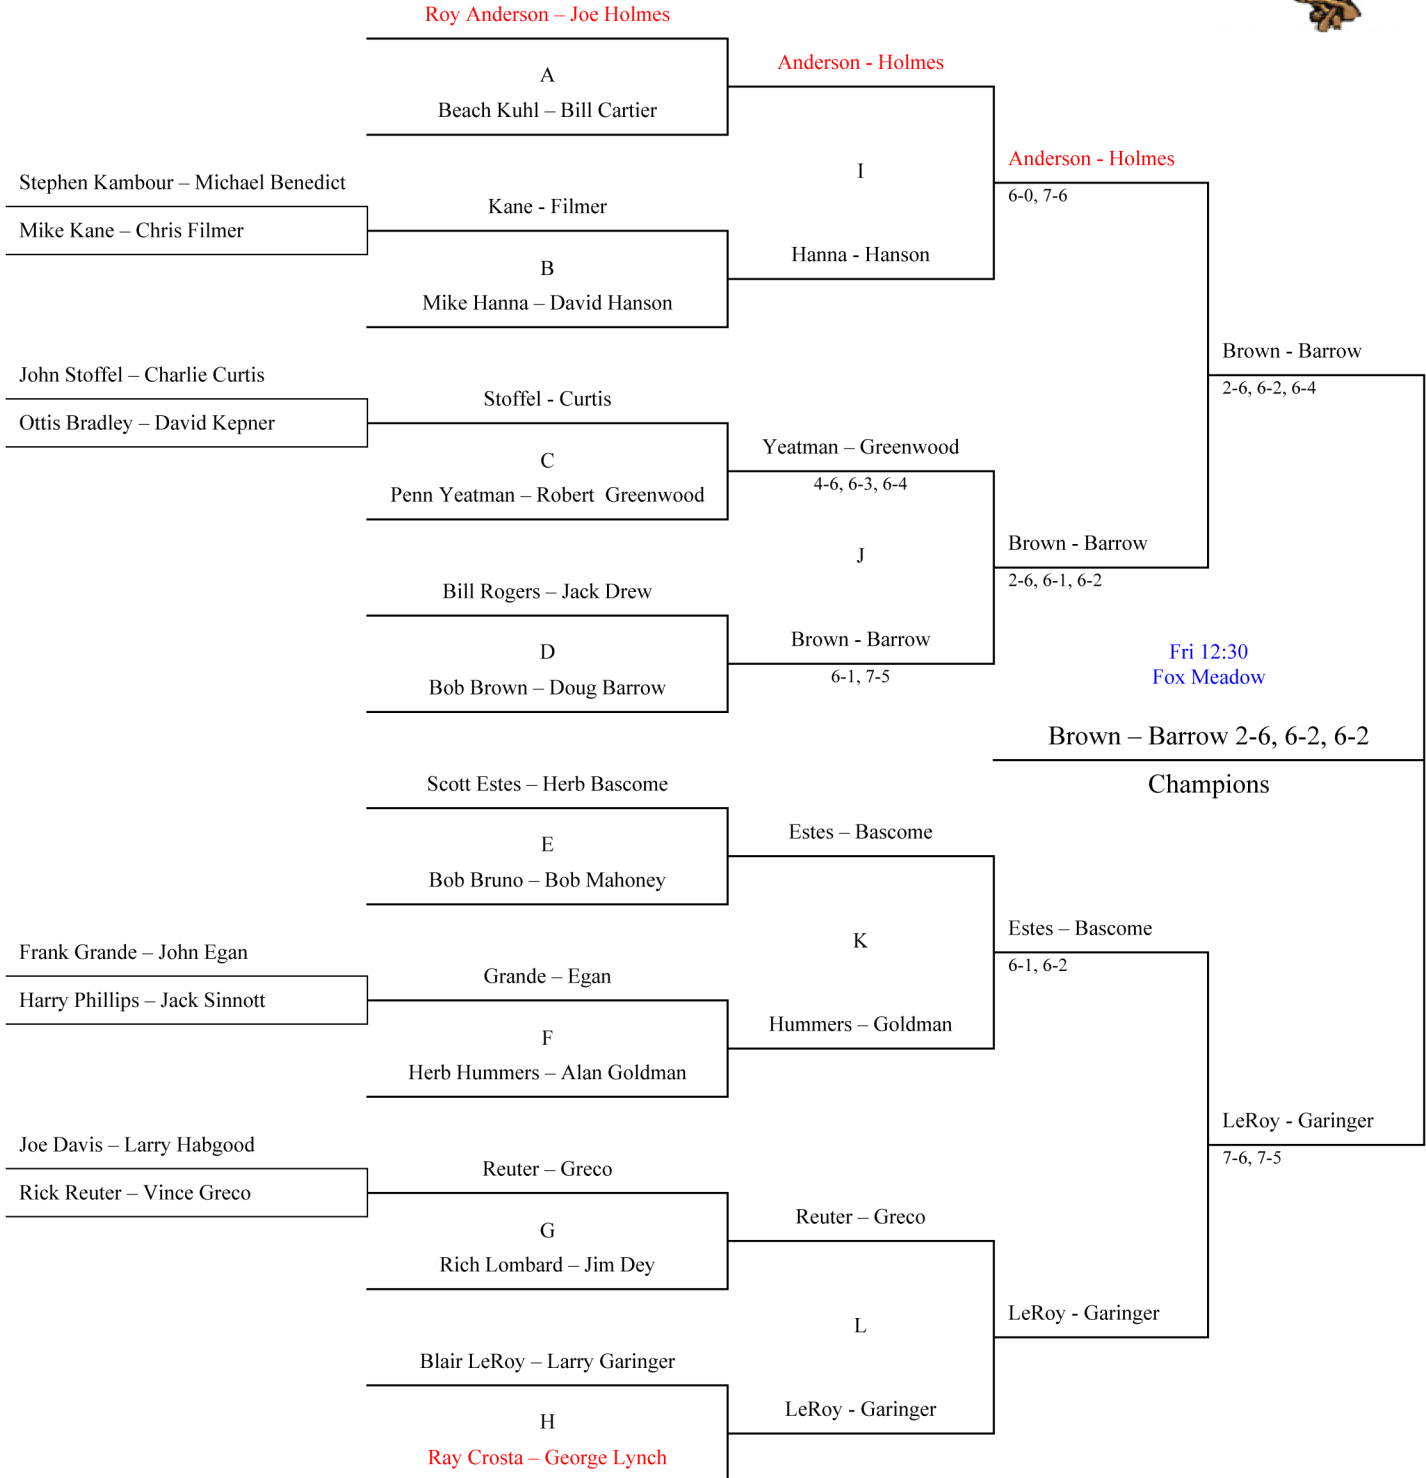 Roy Anderson – Joe Holmes
Anderson - Holmes
A
Beach Kuhl – Bill Cartier
Anderson - Holmes
I
6-0, 7-6
Stephen Kambour – Michael Benedict
Kane - Filmer
Mike Kane – Chris Filmer
Hanna - Hanson
B
Mike Hanna – David Hanson
Brown - Barrow
2-6, 6-2, 6-4
John Stoffel – Charlie Curtis
Stoffel - Curtis
Ottis Bradley – David Kepner
Yeatman – Greenwood
C
4-6, 6-3, 6-4
Penn Yeatman – Robert  Greenwood
Brown - Barrow
J
2-6, 6-1, 6-2
Bill Rogers – Jack Drew
Brown - Barrow
D
6-1, 7-5
Bob Brown – Doug Barrow
Fri 12:30
Fox Meadow
Brown – Barrow 2-6, 6-2, 6-2
Champions
Scott Estes – Herb Bascome
Estes – Bascome
E
Bob Bruno – Bob Mahoney
Estes – Bascome
K
6-1, 6-2
Frank Grande – John Egan
Grande – Egan
Harry Phillips – Jack Sinnott
Hummers – Goldman
F
Herb Hummers – Alan Goldman
LeRoy - Garinger
7-6, 7-5
Joe Davis – Larry Habgood
Reuter – Greco
Rick Reuter – Vince Greco
Reuter – Greco
G
Rich Lombard – Jim Dey
LeRoy - Garinger
L
Blair LeRoy – Larry Garinger
LeRoy - Garinger
H
Ray Crosta – George Lynch